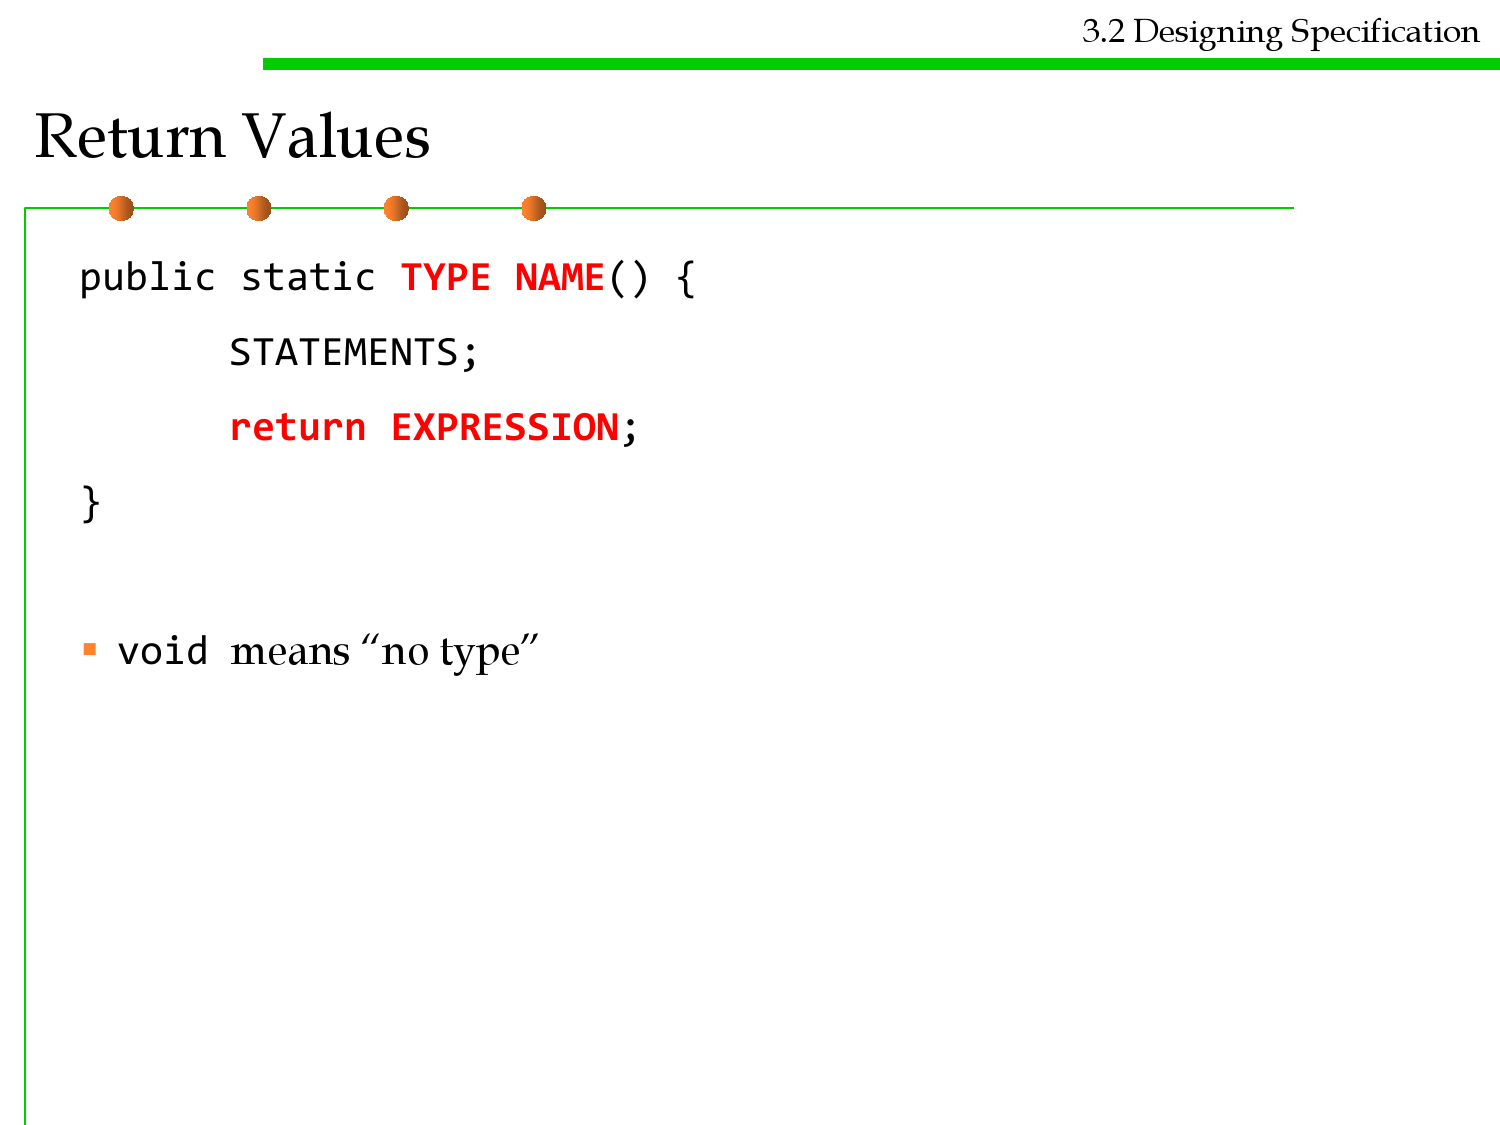 3.2 Designing Specification
Return Values
public static TYPE NAME() {
STATEMENTS;
return EXPRESSION;
}
▪ void means “no type”